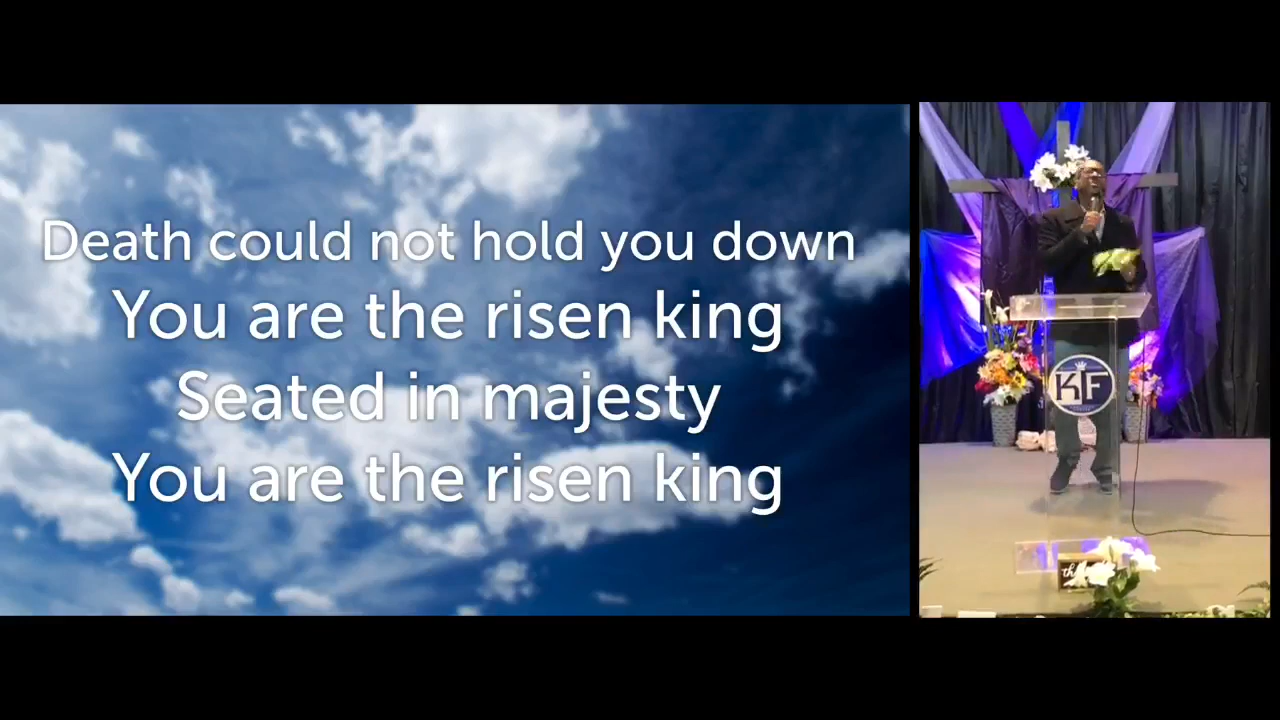 Death could not hold you down
You are the risen king
Seated in majesty
You are the risen king
KTF